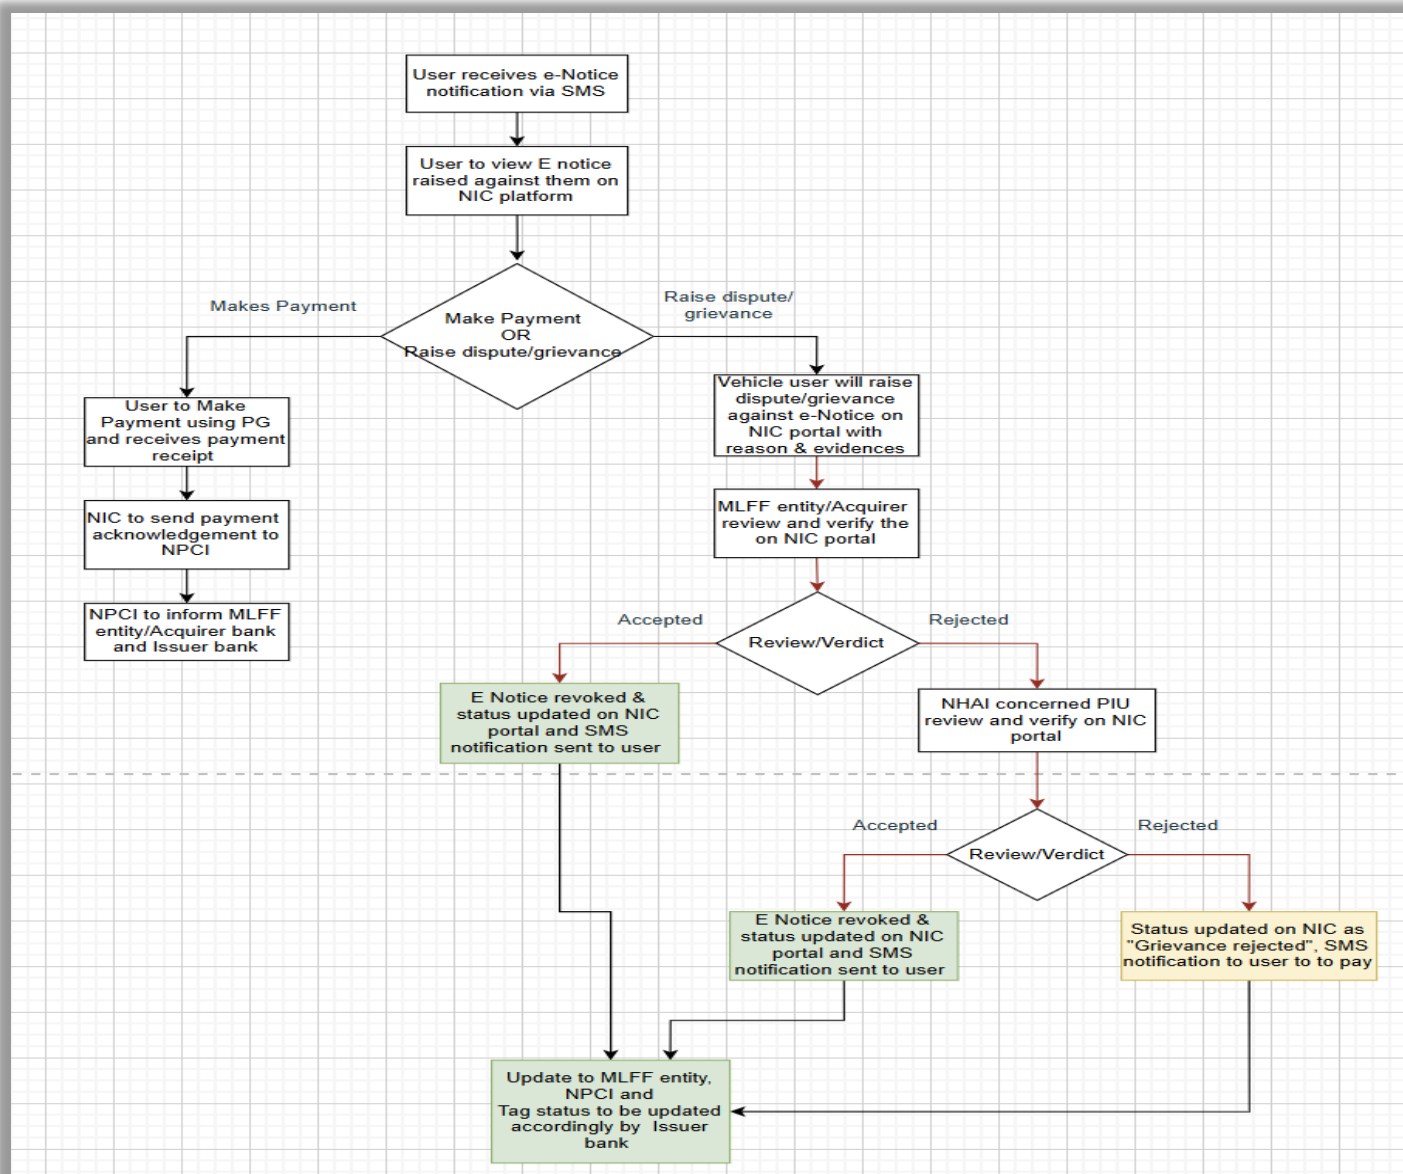 User receives e-Notice
notification via SMS
User to view E notice
raised against them on
NIC platform
Makes Payment
Make Payment
OR
Raise dispute/grievance
Raise dispute/
grievance
User to Make
Payment using PG
and receives payment
receipt
NIC to send payment
acknowledgement to
NPCI
NPCI to inform MLFF
entity/Acquirer bank
and Issuer bank
Vehicle user will raise
dispute/grievance
against e-Notice on
NIC portal with
reason & evidences
MLFF entity/Acquirer
review and verify the
on NIC portal
Accepted
Review/Verdict
Rejected
E Notice revoked &
status updated on NIC
portal and SMS
notification sent to user
NHAI concerned PIU
review and verify on NIC
portal
Accepted
Review/Verdict
Rejected
E Notice revoked &
status updated on NIC
portal and SMS
notification sent to user
Status updated on NIC as
"Grievance rejected", SMS
notification to user to to pay
Update to MLFF entity,
NPCI and
Tag status to be updated
accordingly by  Issuer
bank